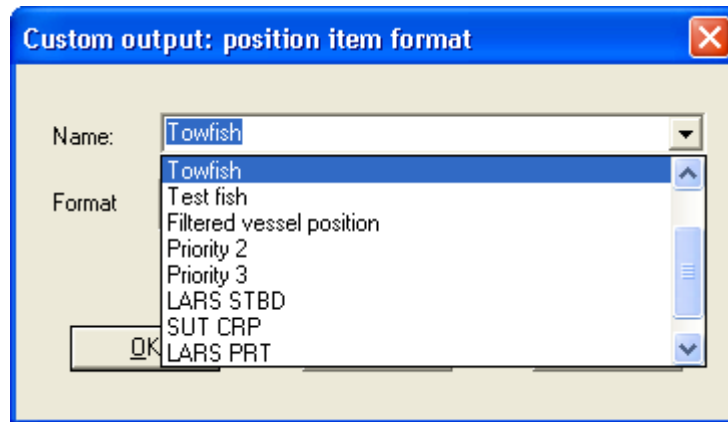 Custom output: position item format
Name:
Towfish
Towfish
Format
Test fish
Filtered vessel position
Priority 2
Priority 3
LARS STBD
SUT CRP
OK
LARS PRT